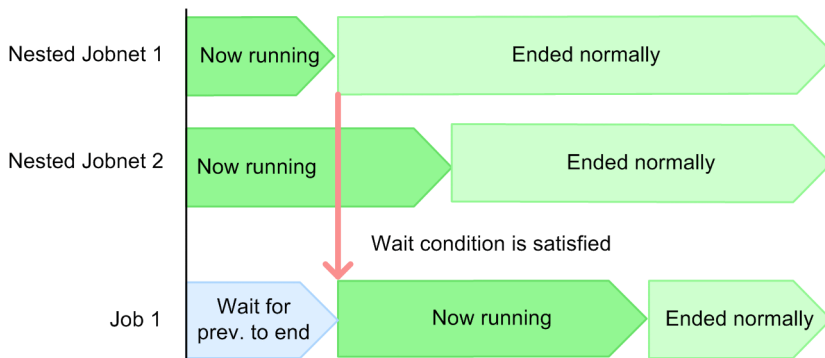 Nested Jobnet 1
Now running
Ended normally
Nested Jobnet 2
Now running
Ended normally
Wait condition is satisfied
Job 1
Wait for
prev. to end
Now running
Ended normally